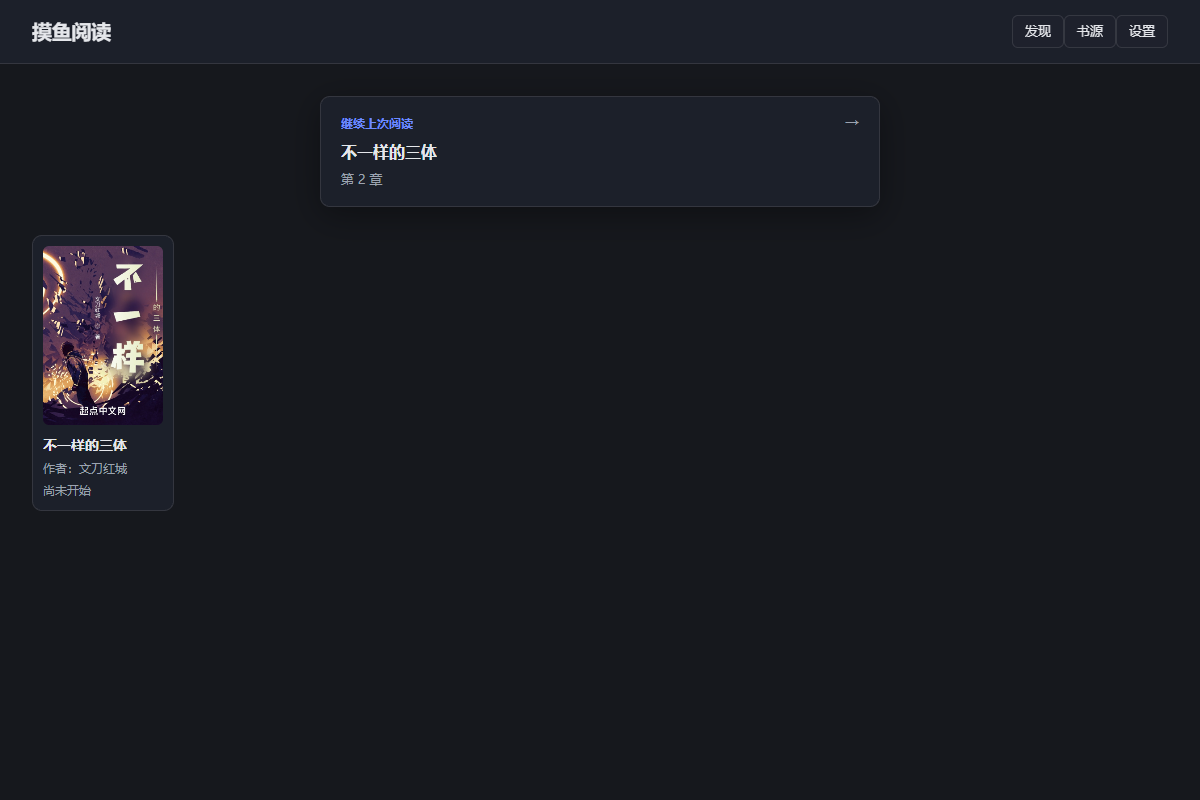 摸鱼阅读
发现
书源
设置
继续上次阅读
→
不一样的三体
第 2 章
不一样
的三体
起点中文网
不一样的三体
作者：文刀红城
尚未开始